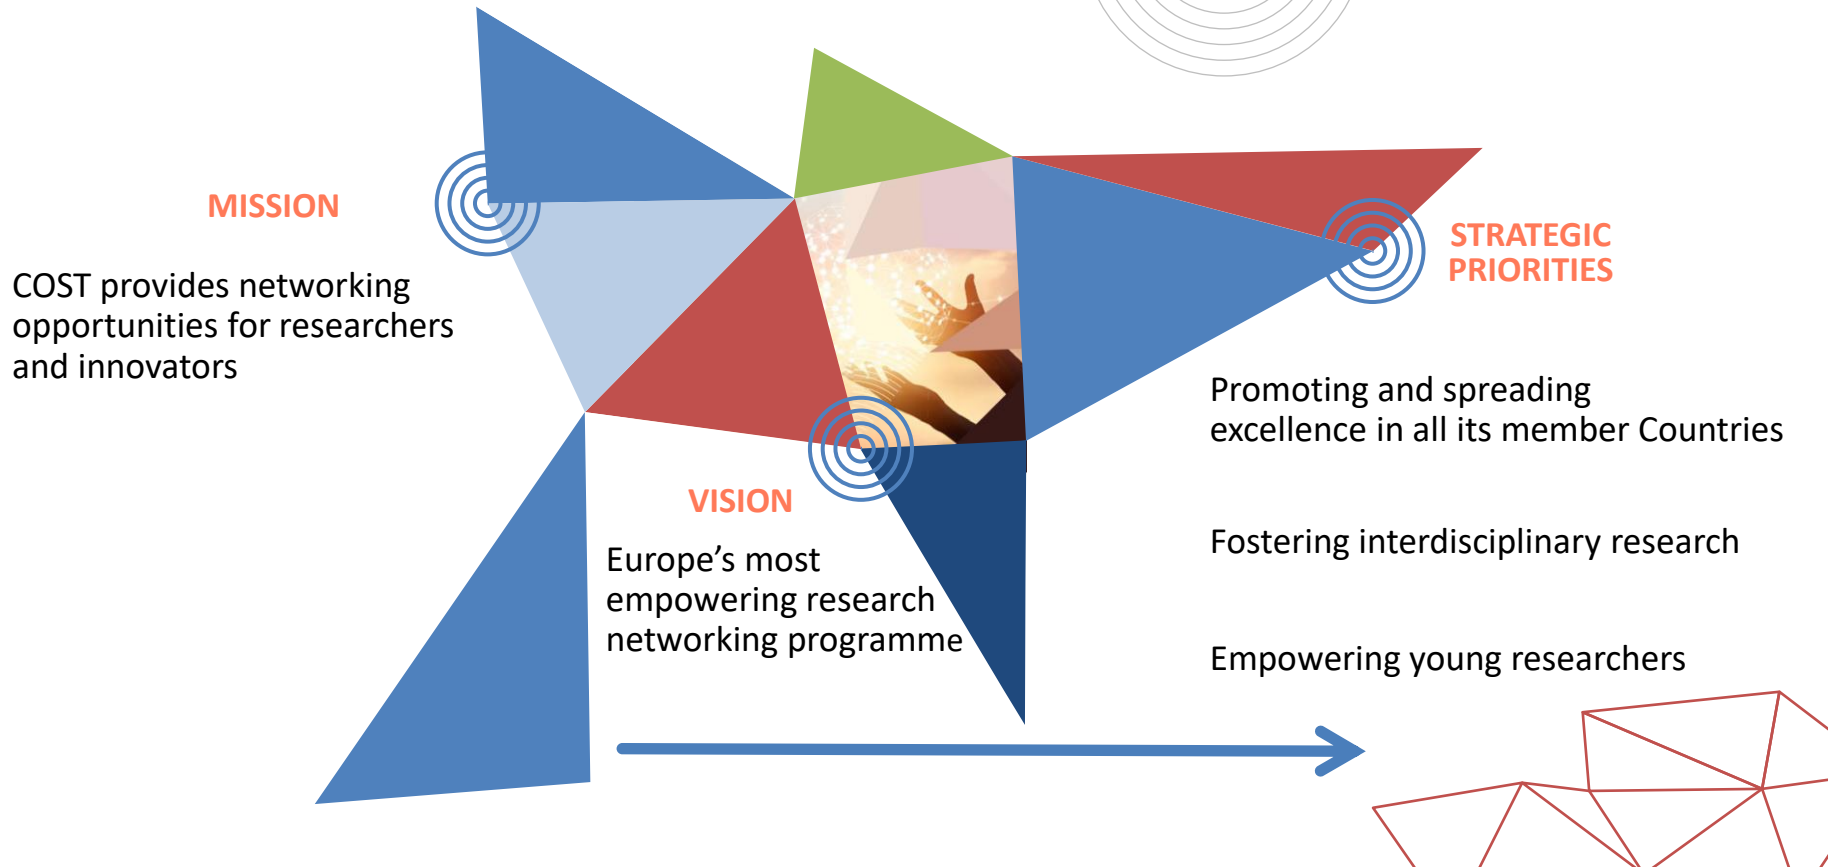 MISSION
COST provides networking
opportunities for researchers
and innovators
VISION
Europe’s most
empowering research
networking programme
STRATEGIC
PRIORITIES
Promoting and spreading
excellence in all its member Countries
Fostering interdisciplinary research
Empowering young researchers